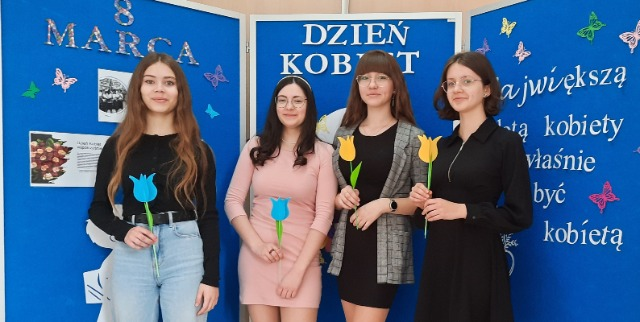 8
MARCA
DZIEŃ
KOBIET
Największą
kobiety
właśnie
być
kobietą